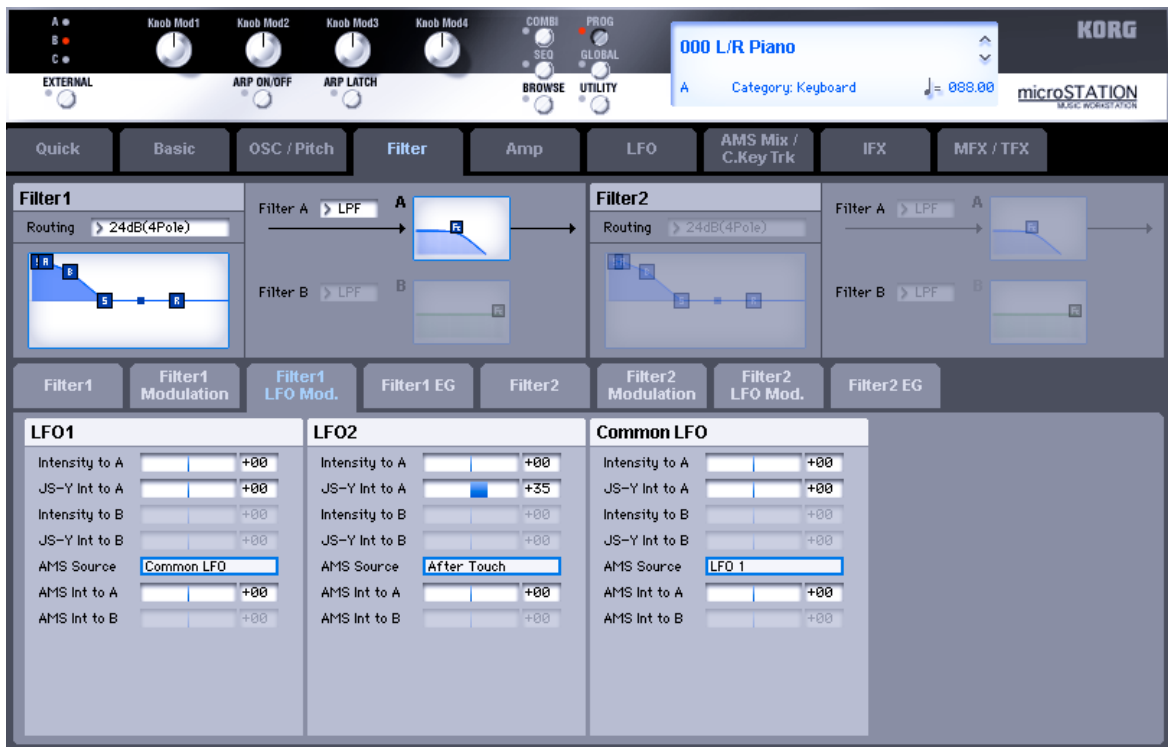 A Knob Mod1 Knob Mod2 Knob Mod3 Knob Mod4 COMBI PROG KORG
B
C SEQ GLOBAL
000 L/R Piano
EXTERNAL ARP ON/OFF ARP LATCH BROWSE UTILITY
A Category: Keyboard ♩= 088.00
microSTATION
MUSIC WORKSTATION
Quick Basic OSC / Pitch Filter Amp LFO AMS Mix / C.Key Trk IFX MFX / TFX
Filter1
Routing 24dB(4Pole)
A B S R
Filter A LPF A Fc
Filter B LPF B Fc
Filter2
Routing 24dB(4Pole)
Filter A LPF A Fc
Filter B LPF B Fc
Filter1 Filter1 Modulation Filter1 LFO Mod. Filter1 EG Filter2 Filter2 Modulation Filter2 LFO Mod. Filter2 EG
LFO1
Intensity to A +00
JS-Y Int to A +00
Intensity to B +00
JS-Y Int to B +00
AMS Source Common LFO
AMS Int to A +00
AMS Int to B +00
LFO2
Intensity to A +00
JS-Y Int to A +35
Intensity to B +00
JS-Y Int to B +00
AMS Source After Touch
AMS Int to A +00
AMS Int to B +00
Common LFO
Intensity to A +00
JS-Y Int to A +00
Intensity to B +00
JS-Y Int to B +00
AMS Source LFO 1
AMS Int to A +00
AMS Int to B +00